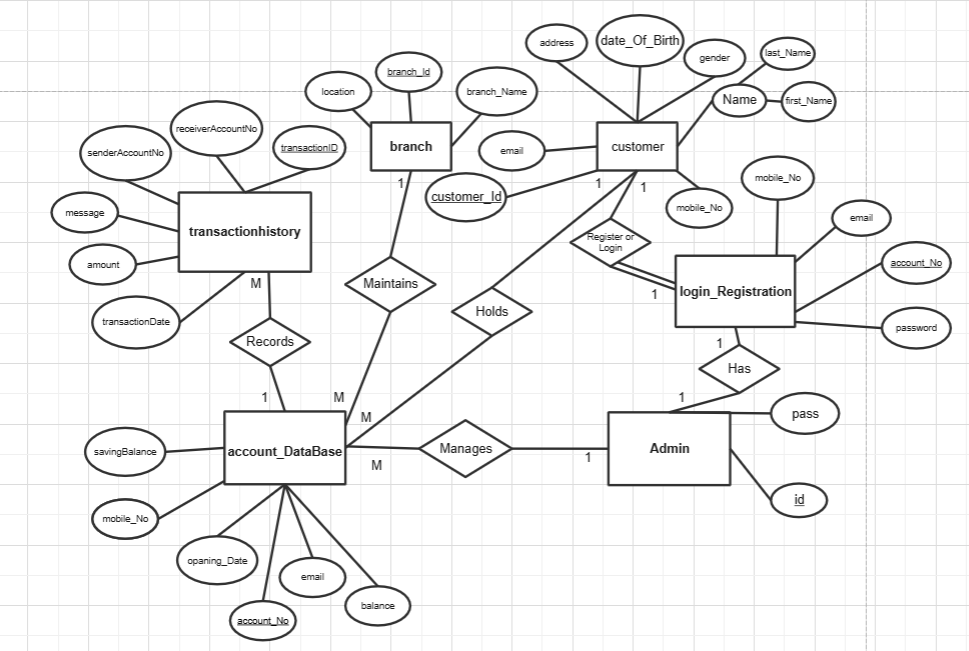 address
date_Of_Birth
gender
last_Name
Name
first_Name
location
branch_Id
branch_Name
receiverAccountNo
senderAccountNo
transactionID
branch
email
customer
customer_Id
1
1
1
mobile_No
mobile_No
message
transactionhistory
amount
transactionDate
M
Register or
Login
email
account_No
login_Registration
1
password
Maintains
Holds
Records
1
Has
1
1
M
M
pass
savingBalance
account_DataBase
M
Manages
1
Admin
id
mobile_No
opaning_Date
email
account_No
balance